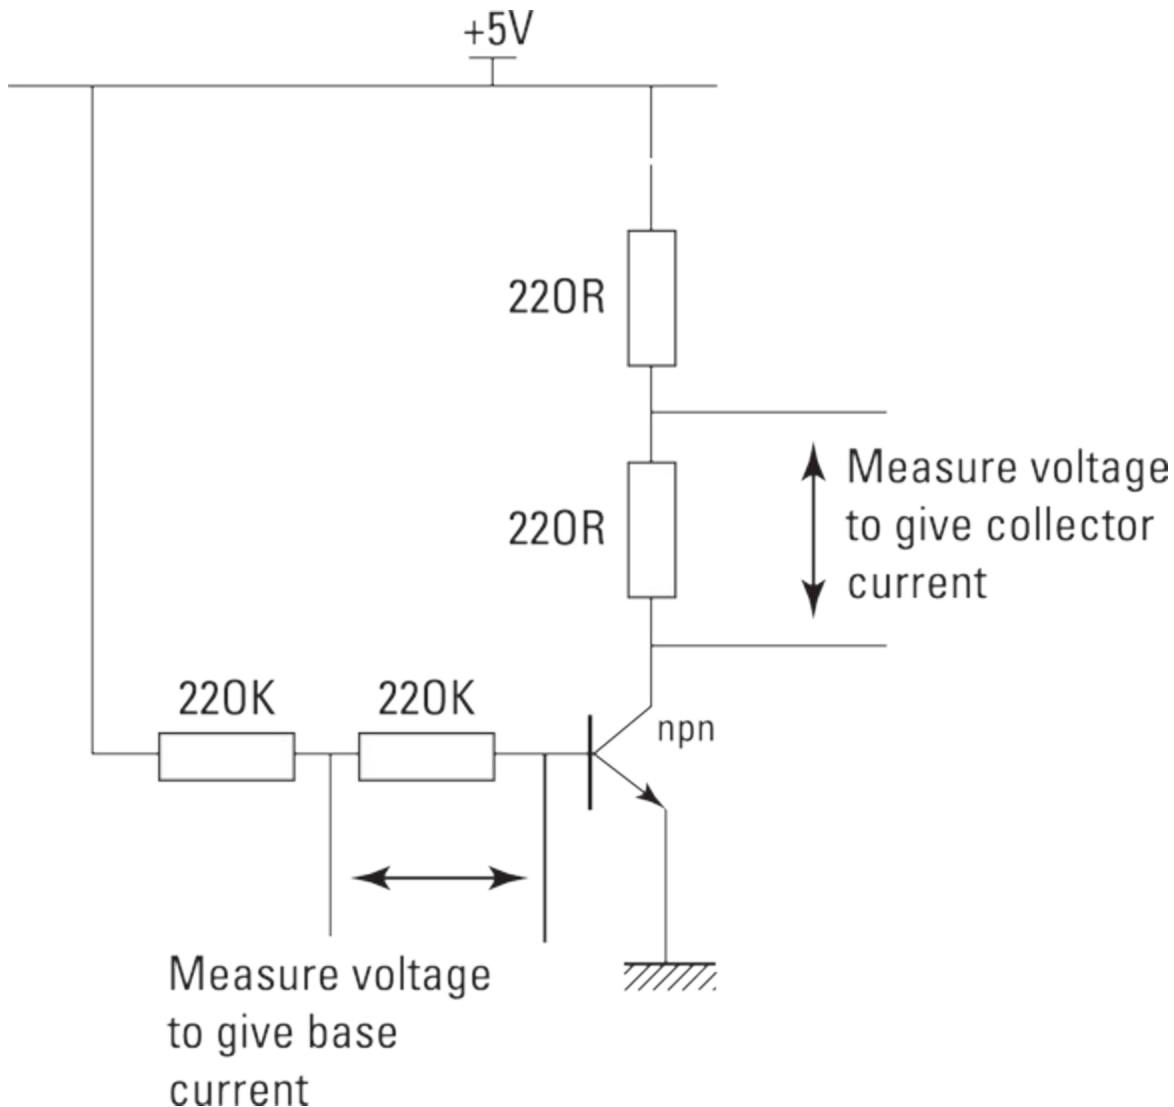 +5V
220R
220R
Measure voltage
to give collector
current
220K
220K
npn
Measure voltage
to give base
current